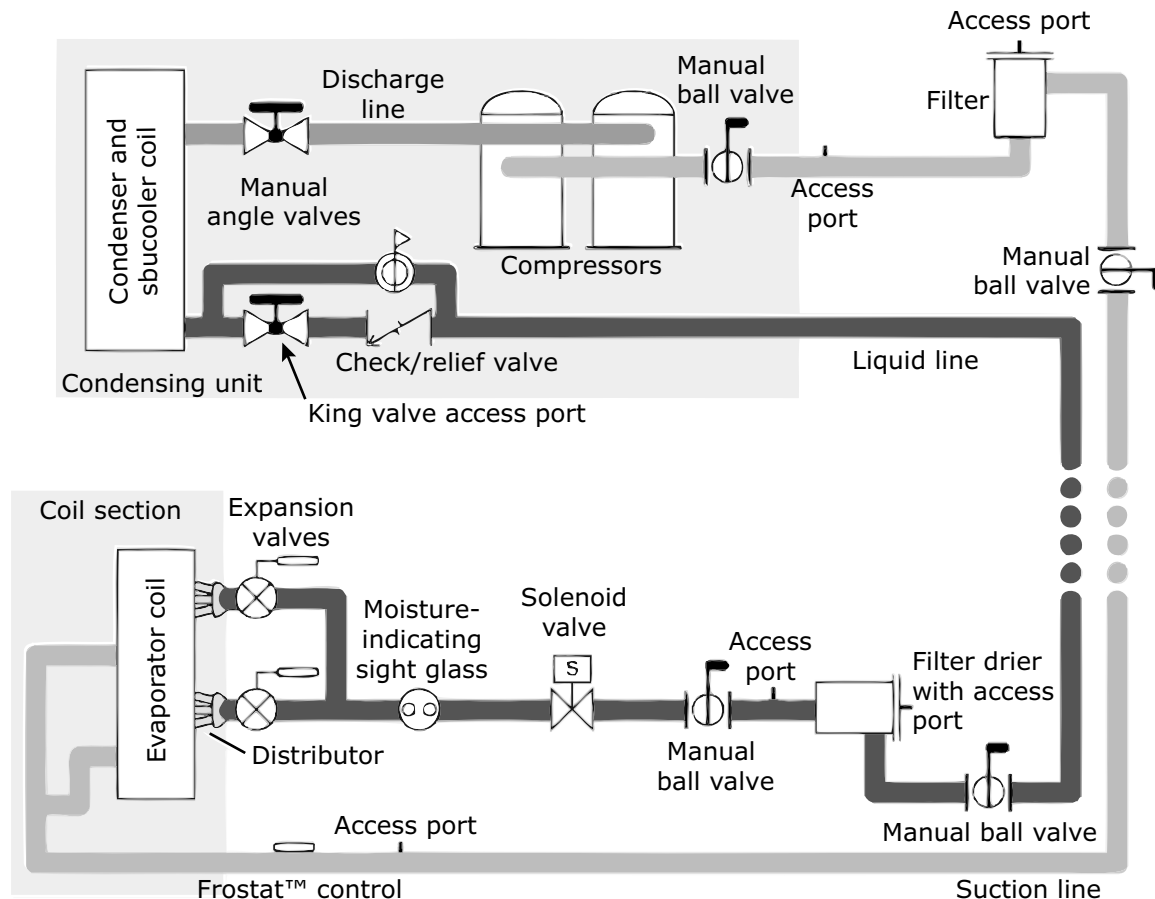 Access port
Discharge
line
Manual
ball valve
Filter
Condenser and
sbucooler coil
Manual
angle valves
Access
port
Compressors
Manual
ball valve
Check/relief valve
Liquid line
Condensing unit
King valve access port
Coil section
Expansion
valves
Evaporator coil
Moisture-
indicating
sight glass
Solenoid
valve
S
Access
port
Filter drier
with access
port
Distributor
Manual
ball valve
Manual ball valve
Access port
Frostat™ control
Suction line